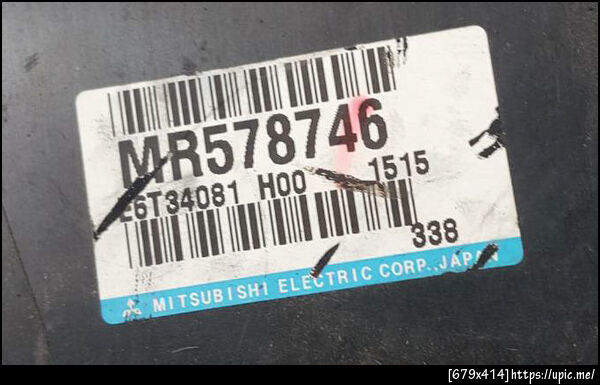 MR578746
E6T34081 H00 1515
338
MITSUBISHI ELECTRIC CORP., JAPAN
[679x414]https://upic.me/